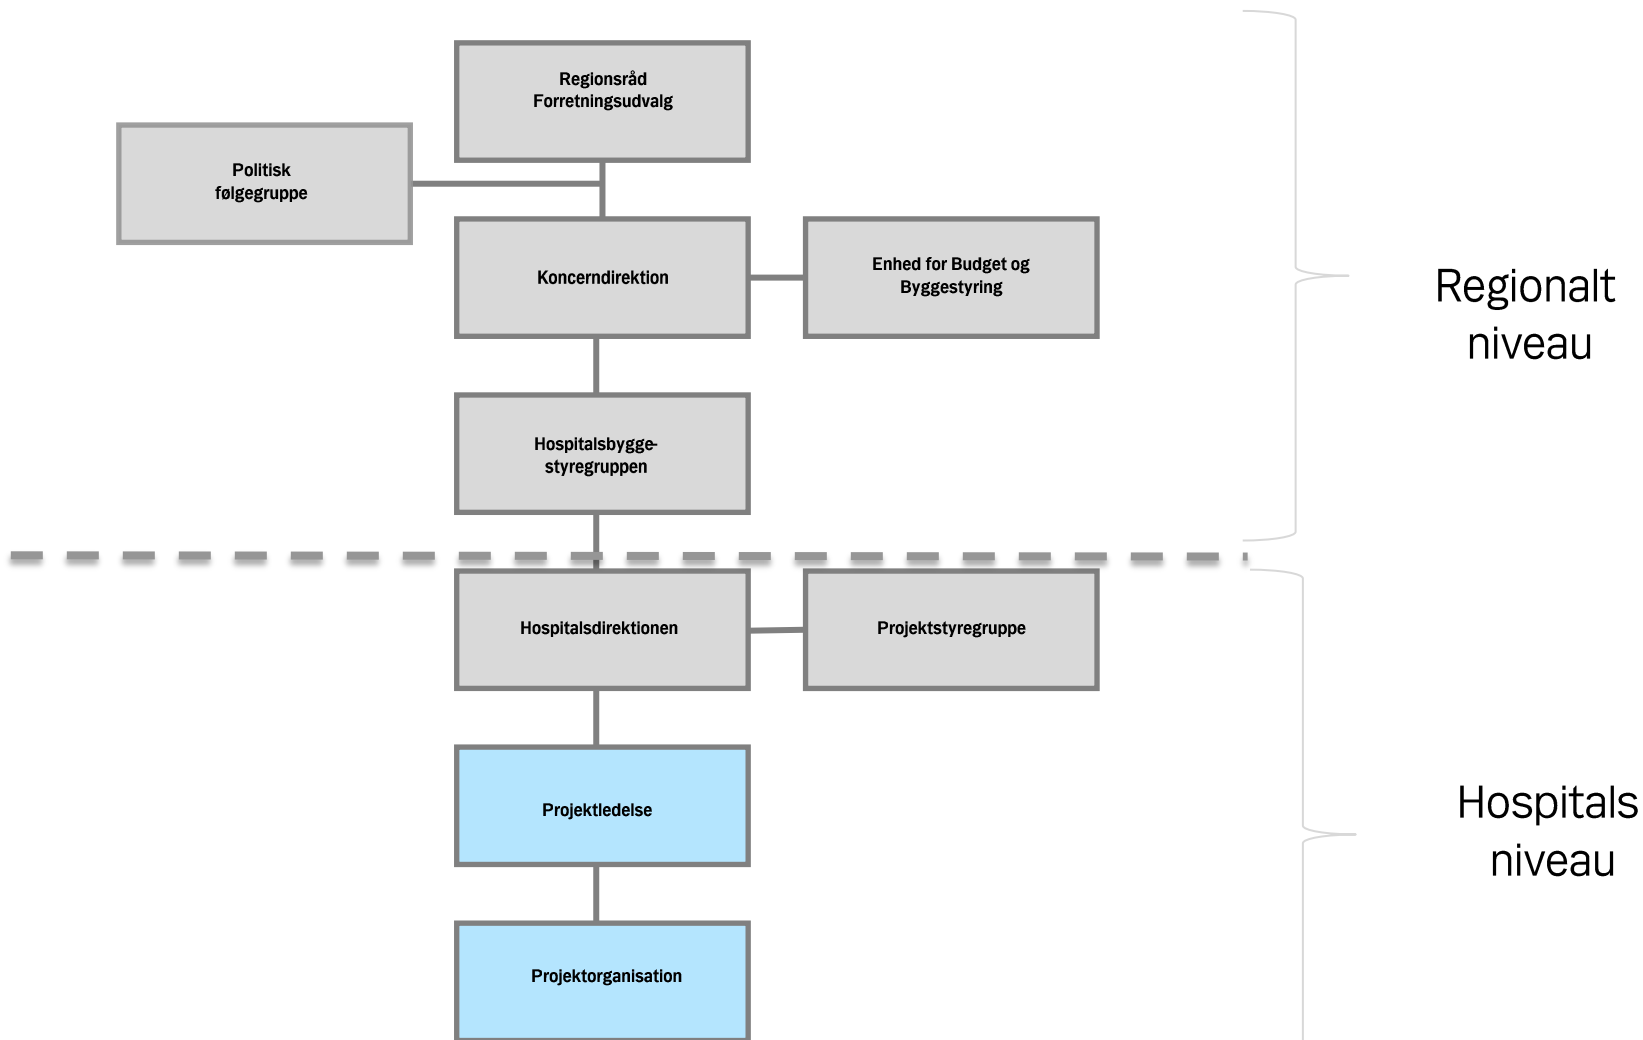 Regionsråd
Forretningsudvalg
Politisk
følgegruppe
Koncerndirektion
Enhed for Budget og
Byggestyring
Regionalt
niveau
Hospitalsbygge-
styregruppen
Hospitalsdirektionen
Projektstyregruppe
Projektledelse
Hospitals
niveau
Projektorganisation